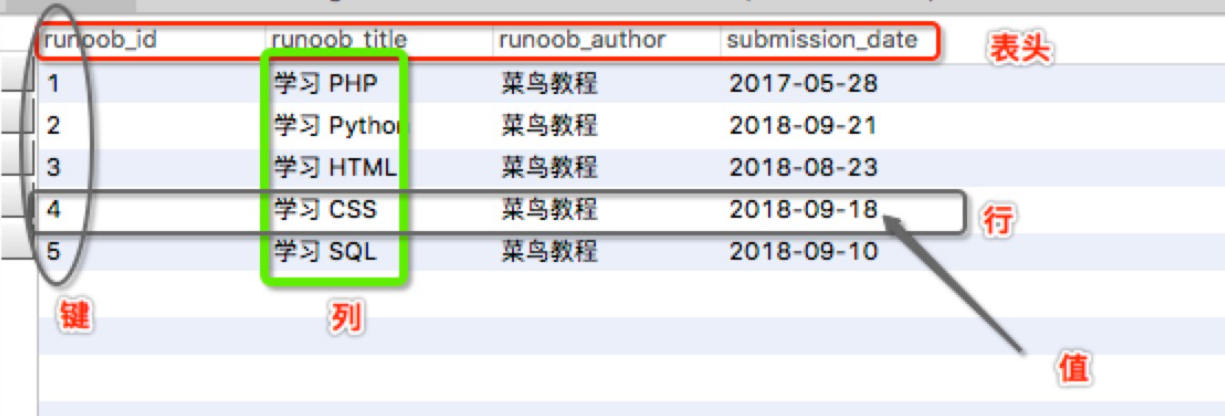 runoob_id runoob_title runoob_author submission_date 表头
1 学习 PHP 菜鸟教程 2017-05-28
2 学习 Python 菜鸟教程 2018-09-21
3 学习 HTML 菜鸟教程 2018-08-23
4 学习 CSS 菜鸟教程 2018-09-18 行
5 学习 SQL 菜鸟教程 2018-09-10
键 列
值